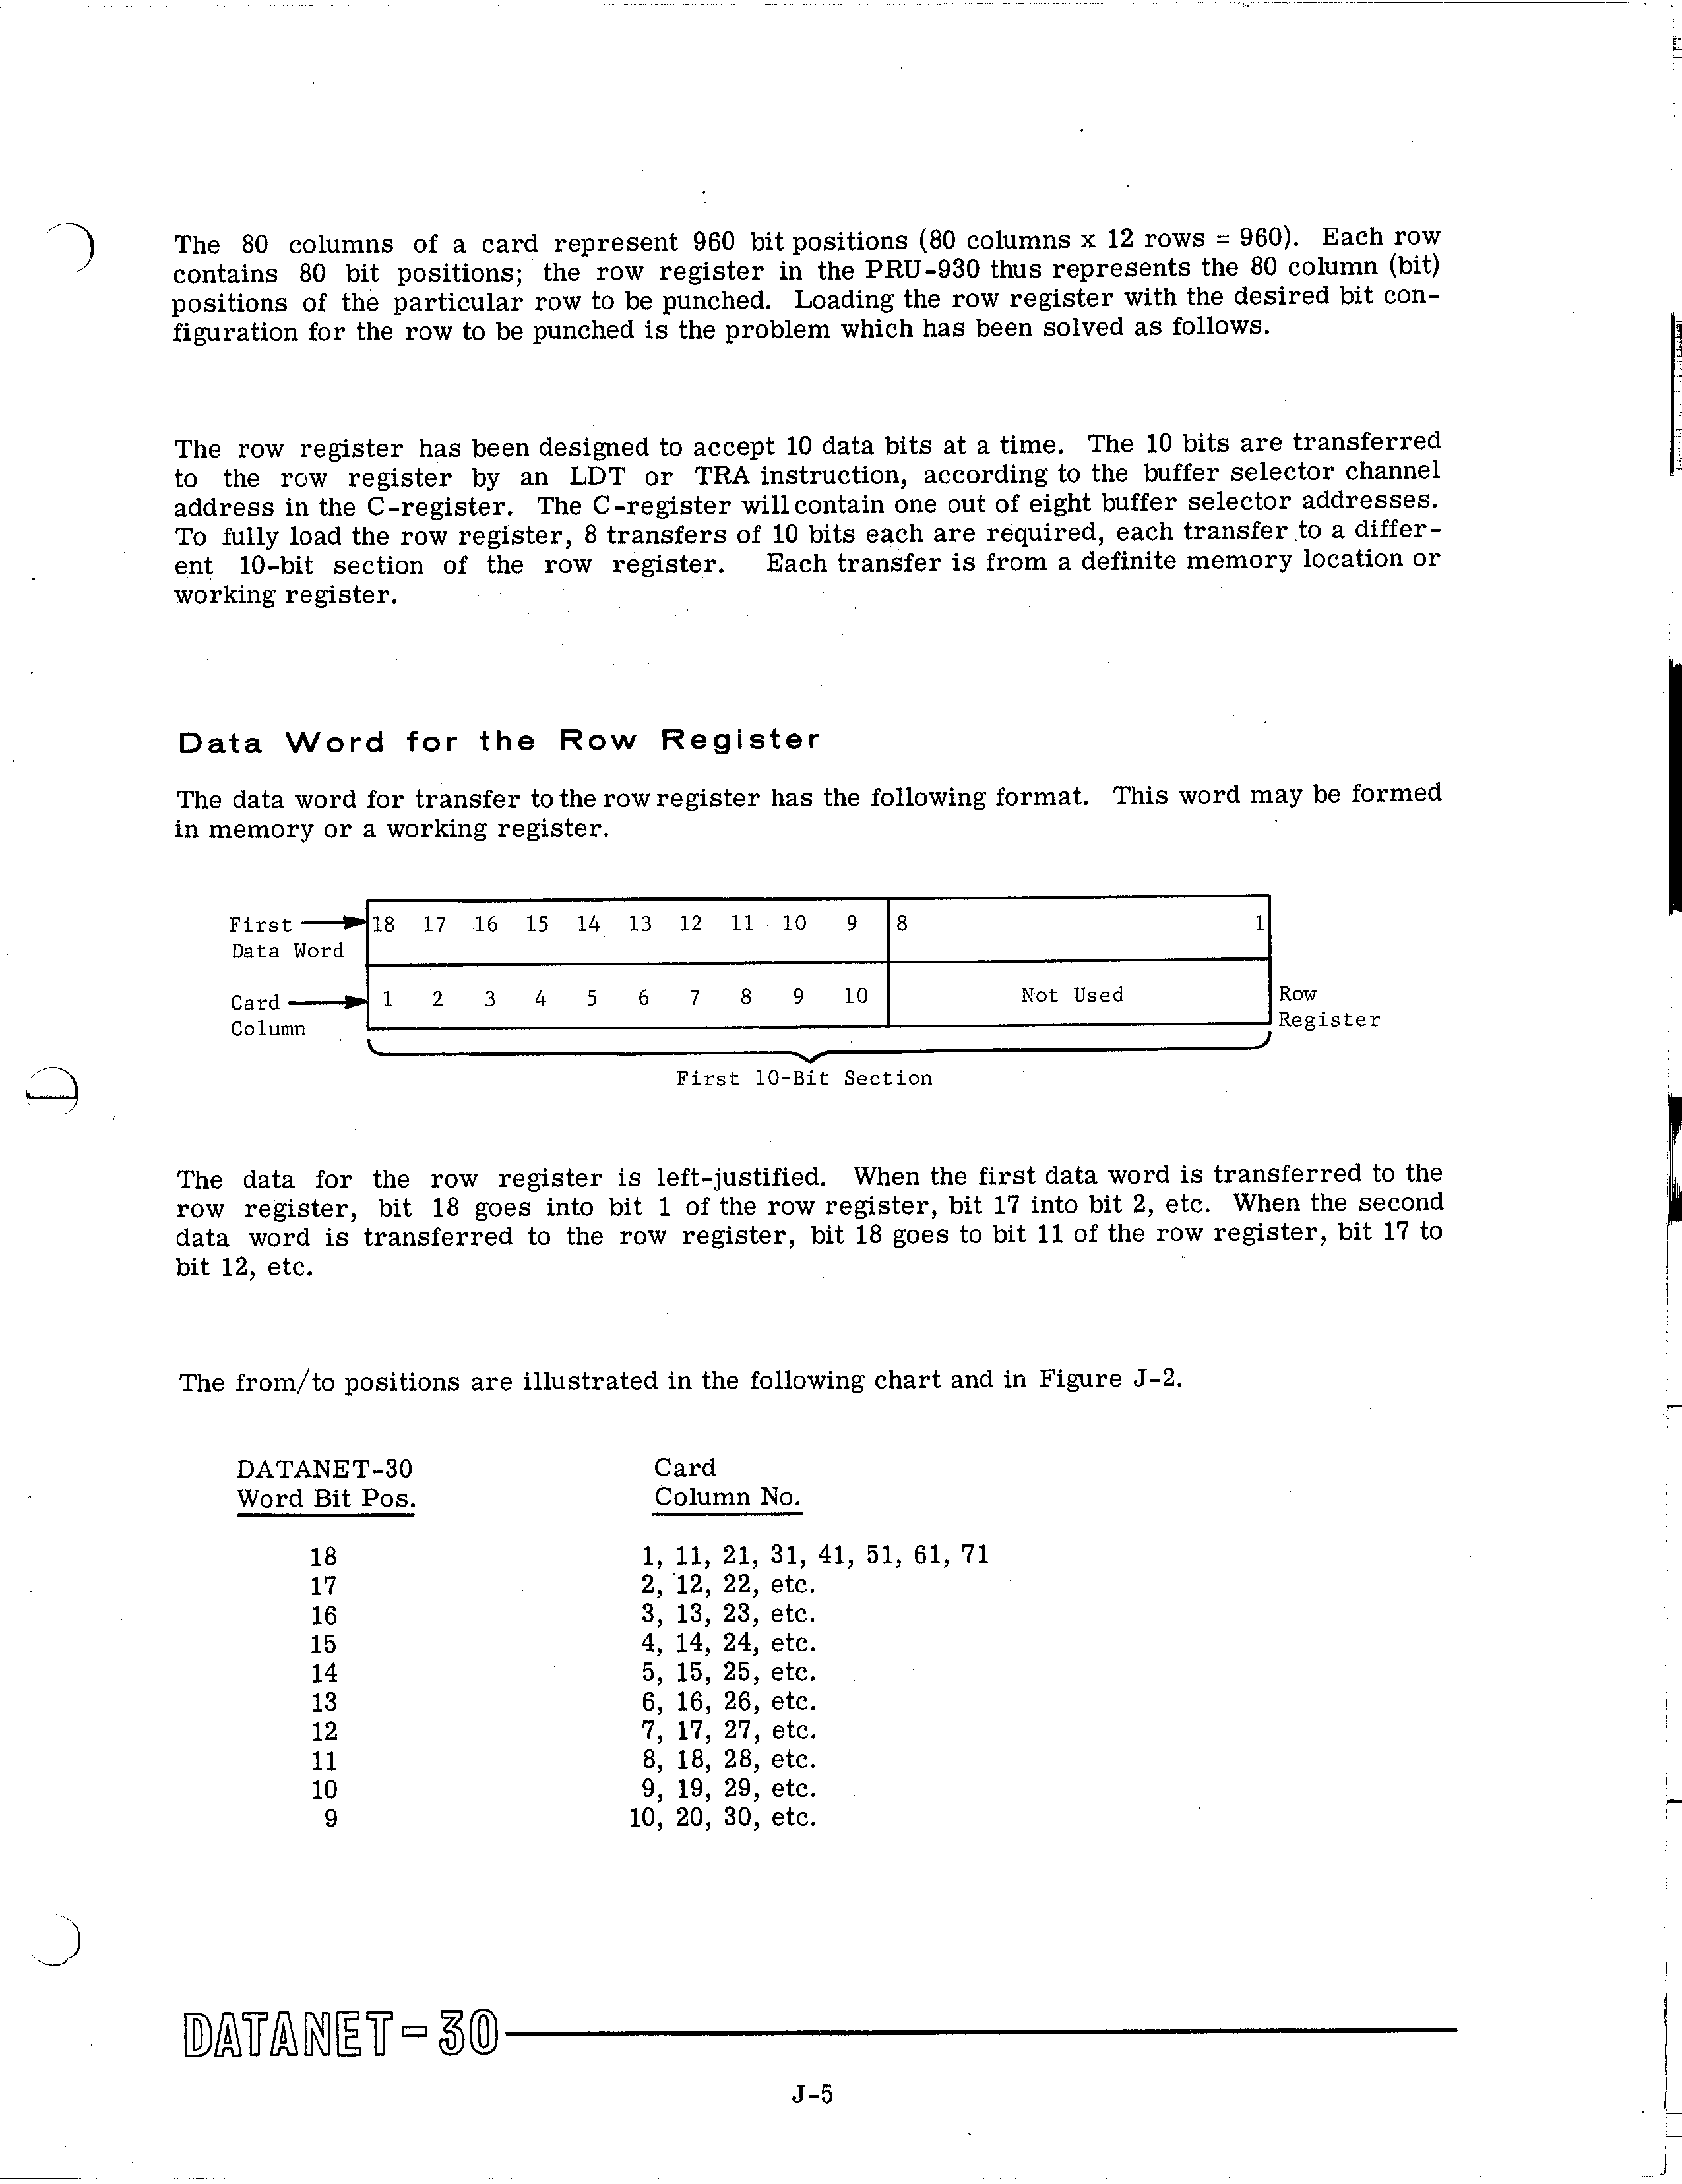 The 80 columns of a card represent 960 bit positions (80 columns x 12 rows = 960). Each row
contains 80 bit positions; the row register in the PRU-930 thus represents the 80 column (bit)
positions of the particular row to be punched. Loading the row register with the desired bit con-
figuration for the row to be punched is the problem which has been solved as follows.
The row register has been designed to accept 10 data bits at a time. The 10 bits are transferred
to the row register by an LDT or TRA instruction, according to the buffer selector channel
address in the C-register. The C-register will contain one out of eight buffer selector addresses.
To fully load the row register, 8 transfers of 10 bits each are required, each transfer to a differ-
ent 10-bit section of the row register. Each transfer is from a definite memory location or
working register.
Data Word for the Row Register
The data word for transfer to the row register has the following format. This word may be formed
in memory or a working register.
First 18 17 16 15 14 13 12 11 10 9 8 1
Data Word
Card 1 2 3 4 5 6 7 8 9 10 Not Used Row
Column Register
First 10-Bit Section
The data for the row register is left-justified. When the first data word is transferred to the
row register, bit 18 goes into bit 1 of the row register, bit 17 into bit 2, etc. When the second
data word is transferred to the row register, bit 18 goes to bit 11 of the row register, bit 17 to
bit 12, etc.
The from/to positions are illustrated in the following chart and in Figure J-2.
DATANET-30 Card
Word Bit Pos. Column No.
18 1, 11, 21, 31, 41, 51, 61, 71
17 2, 12, 22, etc.
16 3, 13, 23, etc.
15 4, 14, 24, etc.
14 5, 15, 25, etc.
13 6, 16, 26, etc.
12 7, 17, 27, etc.
11 8, 18, 28, etc.
10 9, 19, 29, etc.
9 10, 20, 30, etc.
DATANET-30
J-5